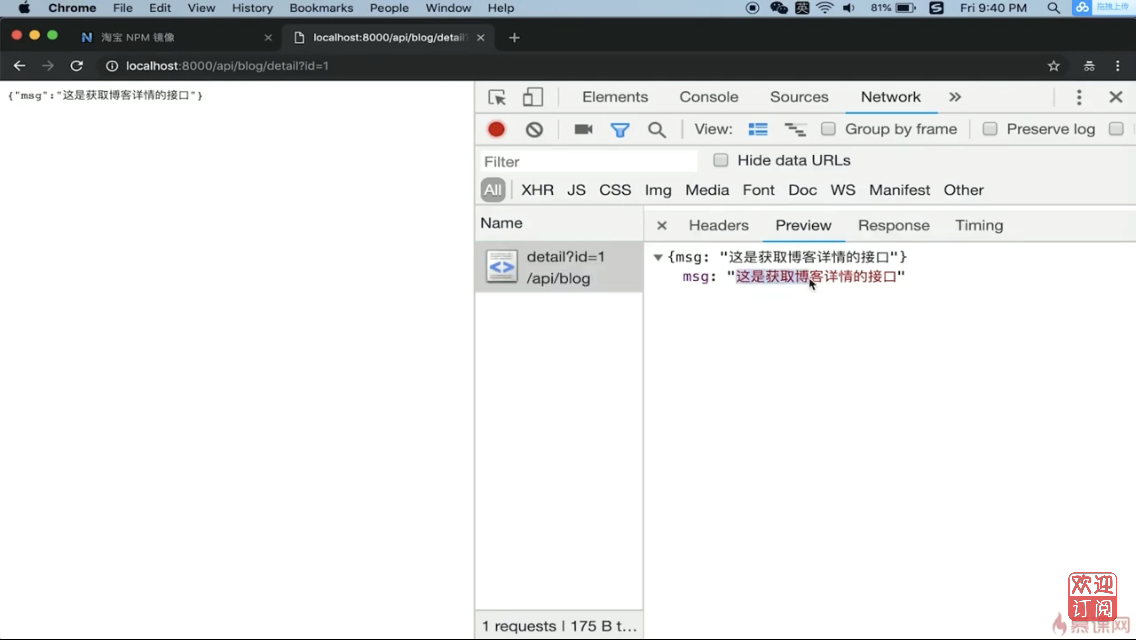 Chrome File Edit View History Bookmarks People Window Help 英 81% Fri 9:40 PM 拖拽上传
淘宝 NPM 镜像 localhost:8000/api/blog/detail
localhost:8000/api/blog/detail?id=1
{"msg":"这是获取博客详情的接口"}
Elements Console Sources Network
View: Group by frame Preserve log
Filter Hide data URLs
All XHR JS CSS Img Media Font Doc WS Manifest Other
Name Headers Preview Response Timing
detail?id=1
/api/blog
{msg: "这是获取博客详情的接口"}
msg: "这是获取博客详情的接口"
1 requests | 175 B t...
欢迎
订阅
慕课网